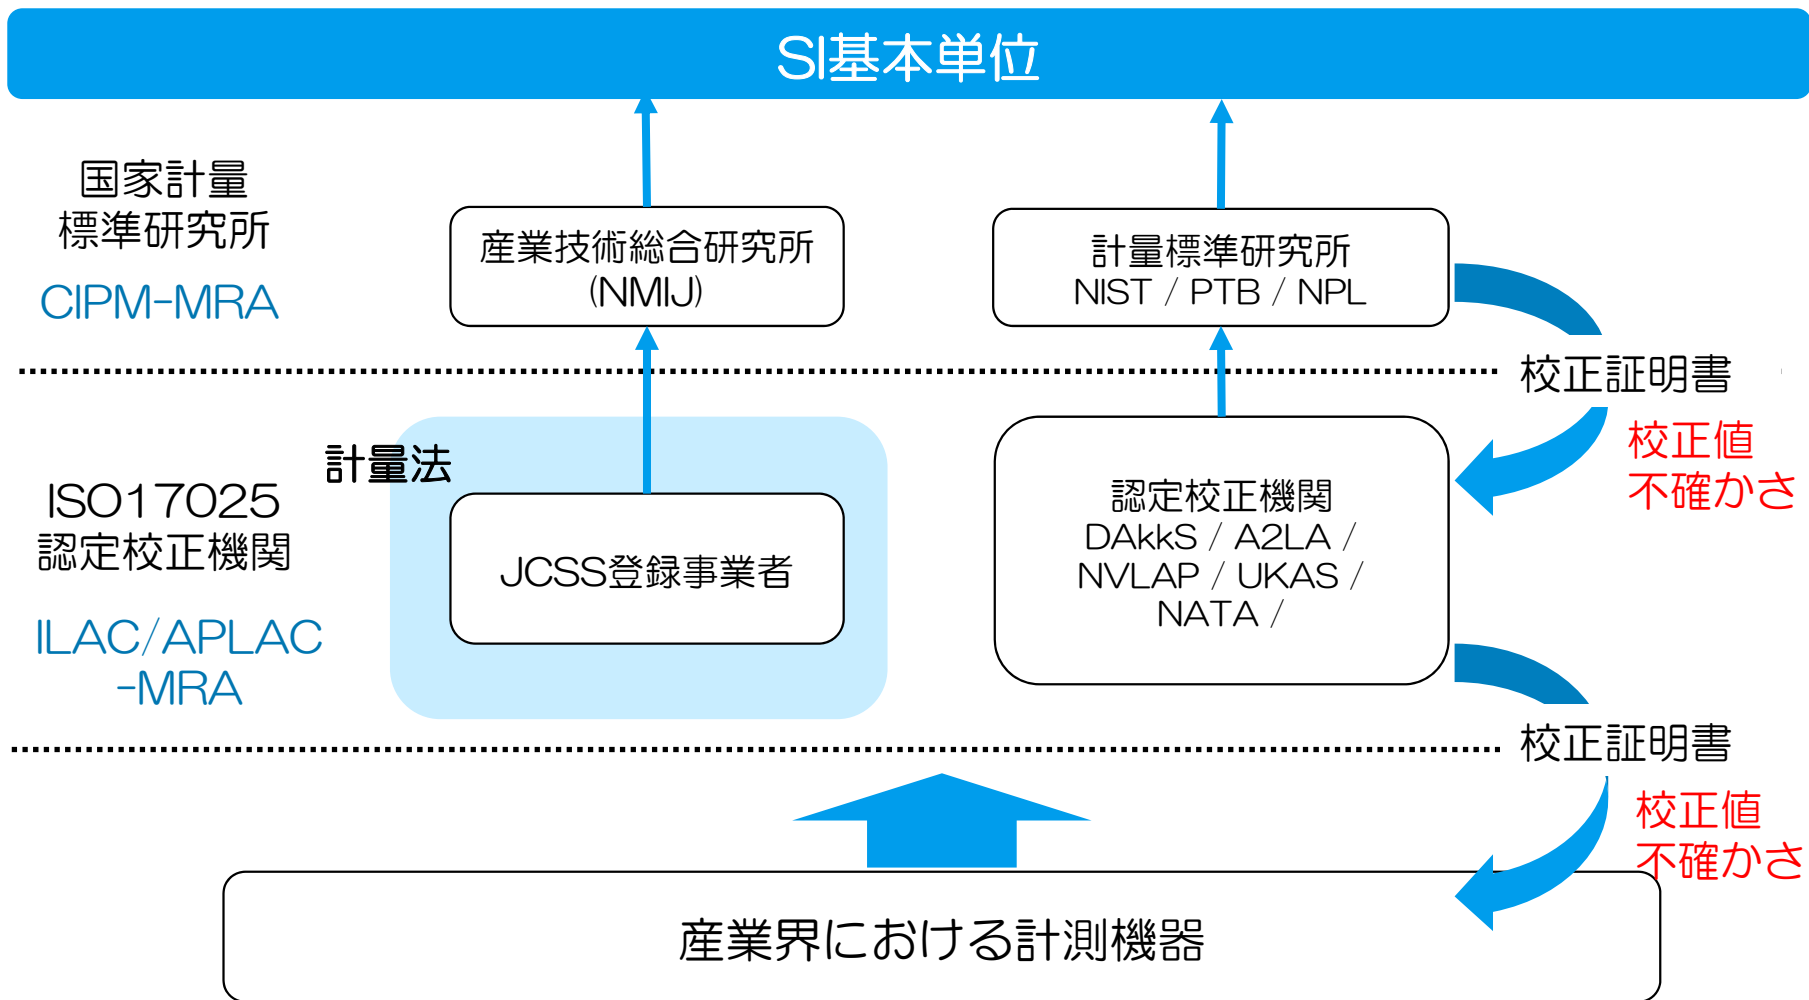 SI基本単位
国家計量
標準研究所
CIPM-MRA
産業技術総合研究所
(NMIJ)
計量標準研究所
NIST / PTB / NPL
校正証明書
校正値
不確かさ
計量法
ISO17025
認定校正機関
ILAC/APLAC
-MRA
JCSS登録事業者
認定校正機関
DAkkS / A2LA /
NVLAP / UKAS /
NATA /
校正証明書
校正値
不確かさ
産業界における計測機器